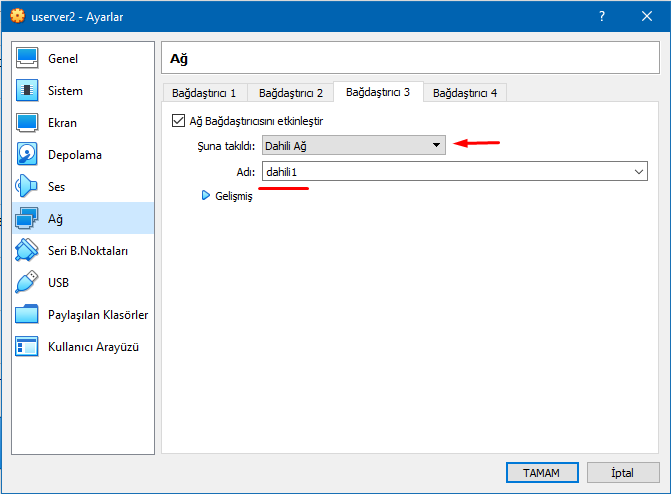 userver2 - Ayarlar
?
Genel
Sistem
Ekran
Depolama
Ses
Ağ
Seri B.Noktaları
USB
Paylaşılan Klasörler
Kullanıcı Arayüzü
Ağ
Bağdaştırıcı 1 Bağdaştırıcı 2 Bağdaştırıcı 3 Bağdaştırıcı 4
Ağ Bağdaştırıcısını etkinleştir
Şuna takıldı: Dahili Ağ
Adı: dahili1
Gelişmiş
TAMAM İptal